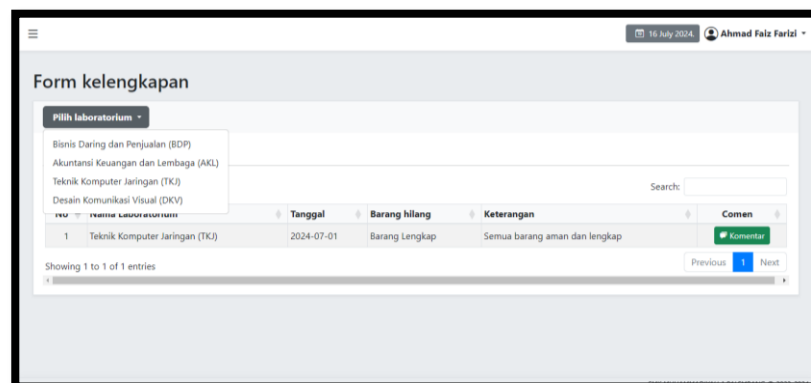 16 July 2024. Ahmad Faiz Farizi
Form kelengkapan
Pilih laboratorium
Bisnis Daring dan Penjualan (BDP)
Akuntansi Keuangan dan Lembaga (AKL)
Teknik Komputer Jaringan (TKJ)
Desain Komunikasi Visual (DKV)
Search:
No Nama Laboratorium Tanggal Barang hilang Keterangan Comen
1 Teknik Komputer Jaringan (TKJ) 2024-07-01 Barang Lengkap Semua barang aman dan lengkap Komentar
Showing 1 to 1 of 1 entries Previous 1 Next